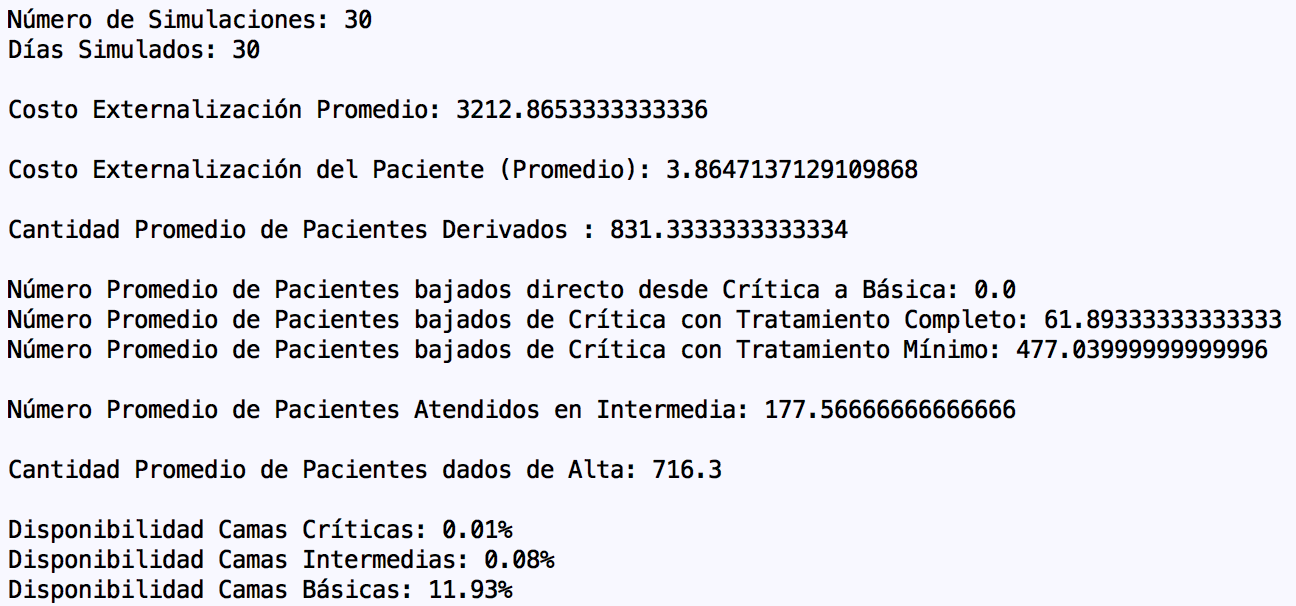 Número de Simulaciones: 30
Días Simulados: 30
Costo Externalización Promedio: 3212.8653333333336
Costo Externalización del Paciente (Promedio): 3.8647137129109868
Cantidad Promedio de Pacientes Derivados : 831.3333333333334
Número Promedio de Pacientes bajados directo desde Crítica a Básica: 0.0
Número Promedio de Pacientes bajados de Crítica con Tratamiento Completo: 61.89333333333333
Número Promedio de Pacientes bajados de Crítica con Tratamiento Mínimo: 477.03999999999996
Número Promedio de Pacientes Atendidos en Intermedia: 177.56666666666666
Cantidad Promedio de Pacientes dados de Alta: 716.3
Disponibilidad Camas Críticas: 0.01%
Disponibilidad Camas Intermedias: 0.08%
Disponibilidad Camas Básicas: 11.93%